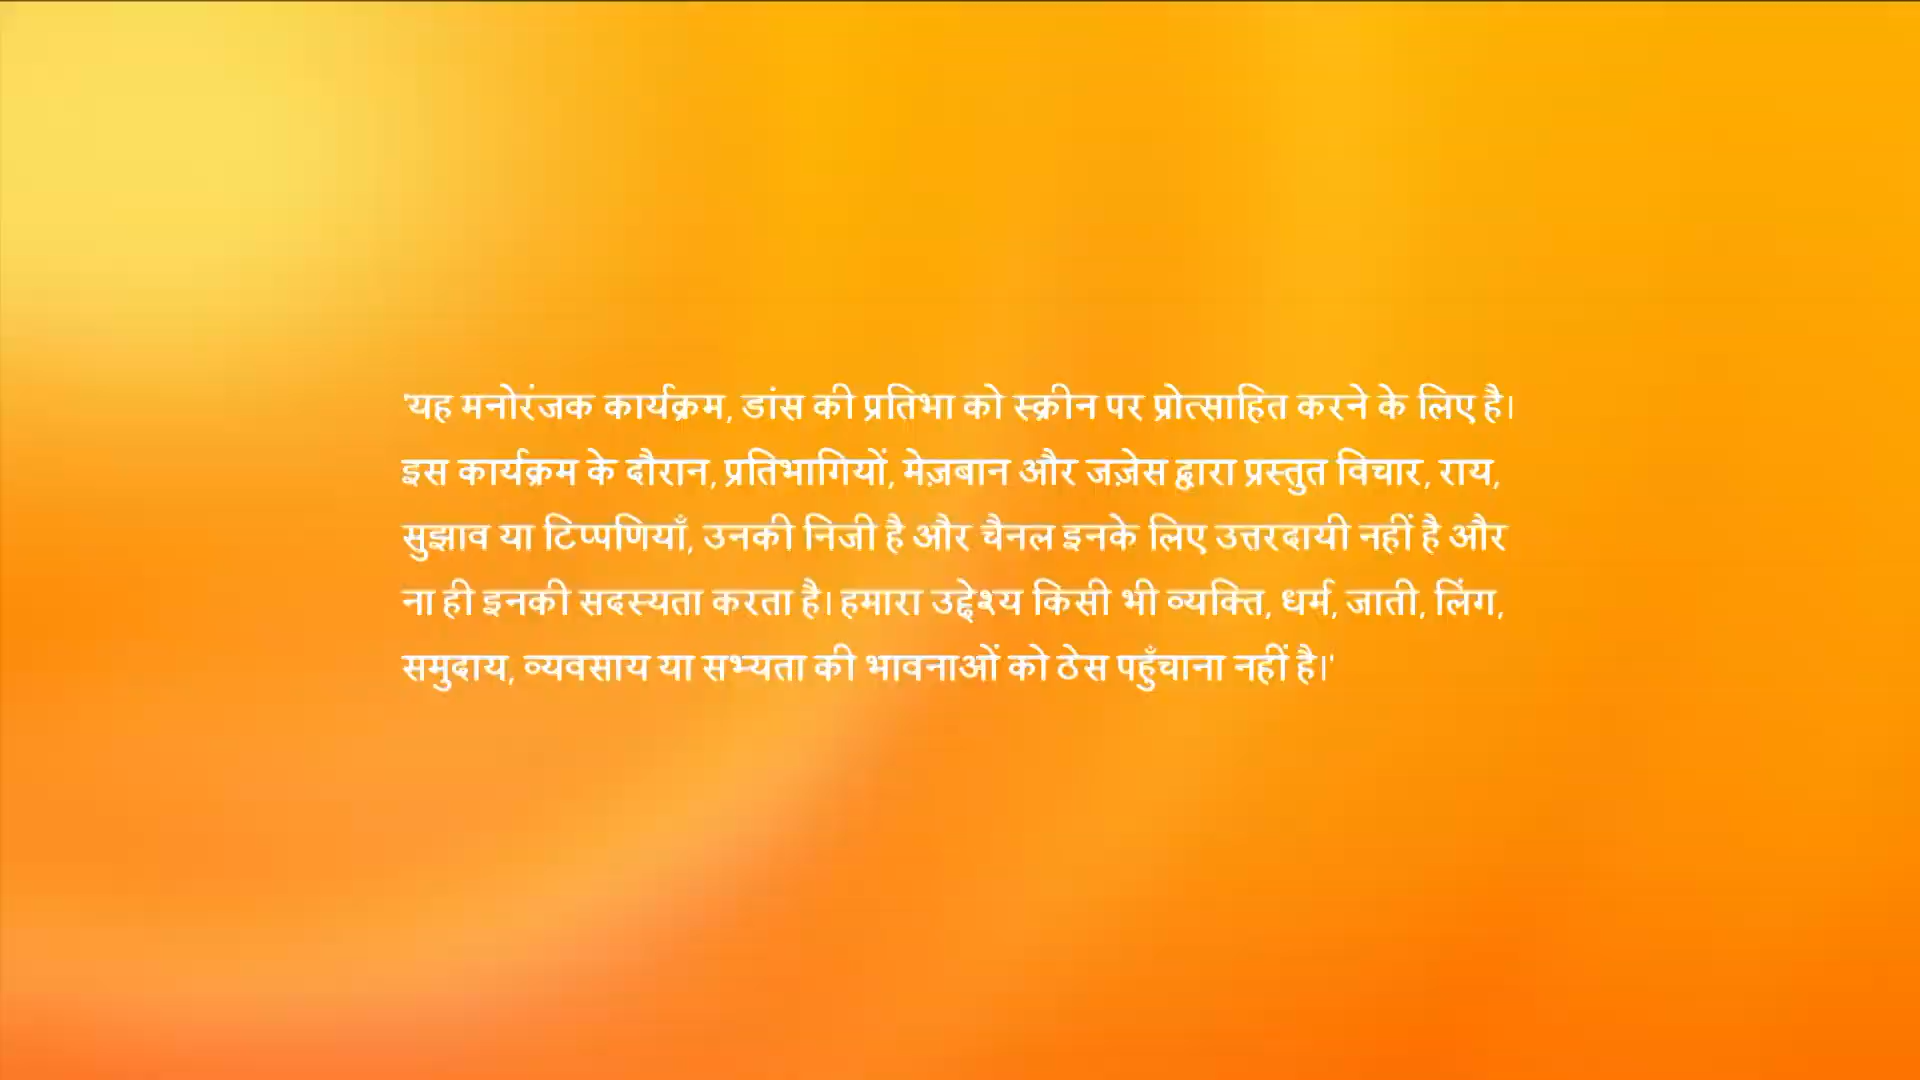 'यह मनोरंजक कार्यक्रम, डांस की प्रतिभा को स्क्रीन पर प्रोत्साहित करने के लिए है।
इस कार्यक्रम के दौरान, प्रतिभागियों, मेज़बान और जज़ेस द्वारा प्रस्तुत विचार, राय,
सुझाव या टिप्पणियाँ, उनकी निजी है और चैनल इनके लिए उत्तरदायी नहीं है और
ना ही इनकी सदस्यता करता है। हमारा उद्देश्य किसी भी व्यक्ति, धर्म, जाती, लिंग,
समुदाय, व्यवसाय या सभ्यता की भावनाओं को ठेस पहुँचाना नहीं है।'